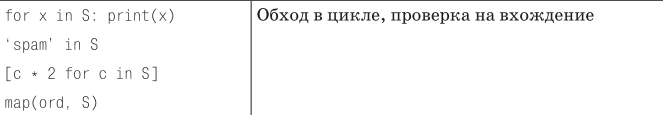 for x in S: print(x)
Обход в цикле, проверка на вхождение
‘spam’ in S
[c * 2 for c in S]
map(ord, S)